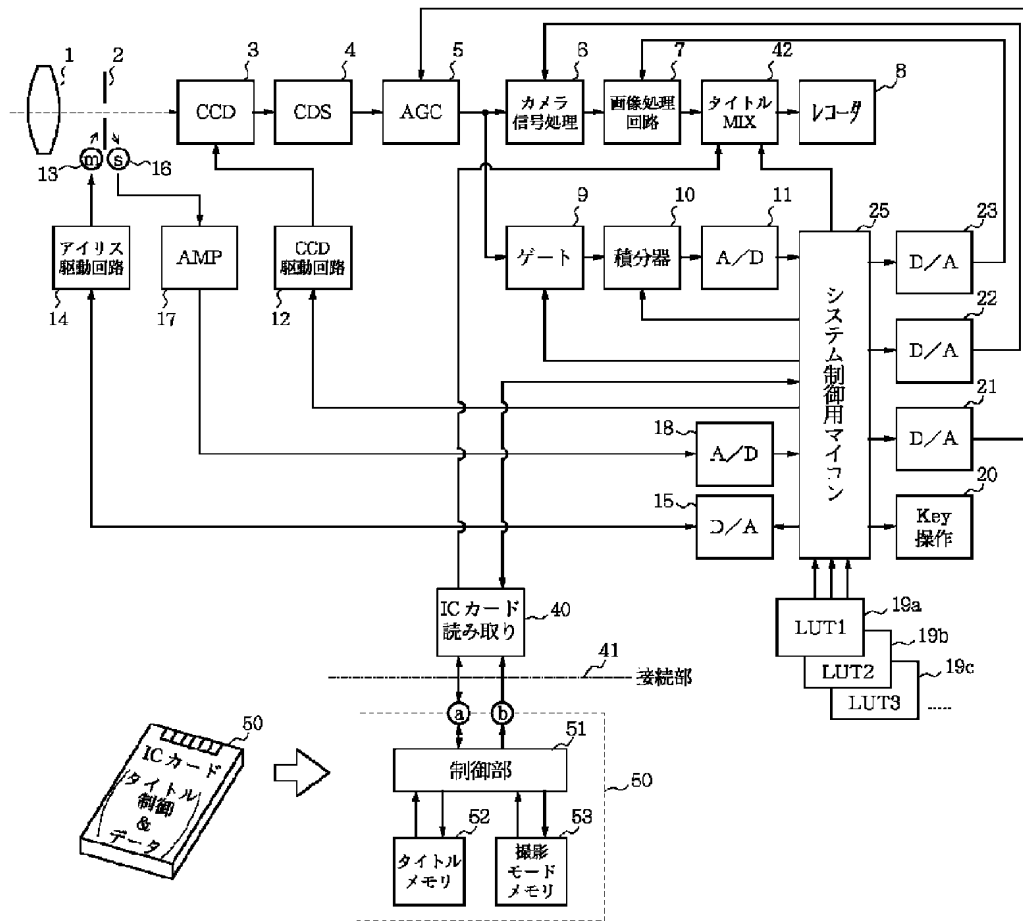 1
2
3
4
5
6
7
42
8
CCD
CDS
AGC
カメラ
信号処理
画像処理
回路
タイトル
MIX
レコーダ
m
s
13
16
9
10
11
25
23
アイリス
駆動回路
AMP
CCD
駆動回路
ゲート
積分器
A/D
D/A
14
17
12
22
D/A
システム制御用マイコン
21
18
A/D
D/A
15
20
D/A
Key
操作
ICカード
読み取り
40
19a
LUT1
19b
41
接続部
LUT2
19c
LUT3
.....
a
b
50
51
ICカード
タイトル
制御
&
データ
制御部
50
52
53
タイトル
メモリ
撮影
モード
メモリ